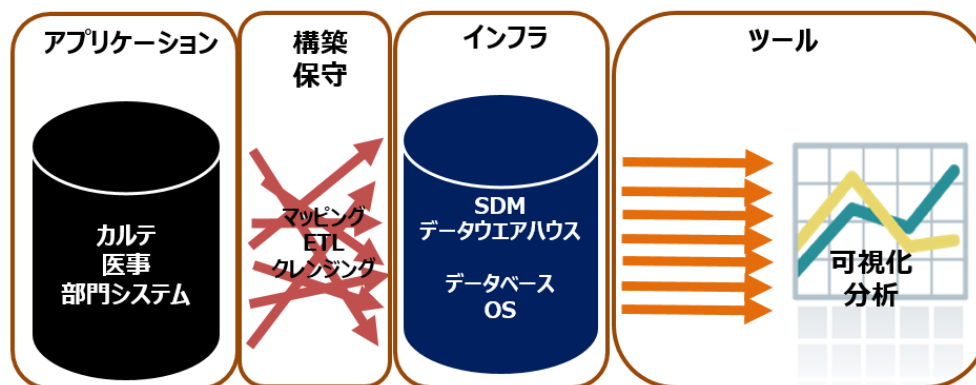 アプリケーション
カルテ
医事
部門システム
構築
保守
マッピング
ETL
クレンジング
インフラ
SDM
データウエアハウス
データベース
OS
ツール
可視化
分析